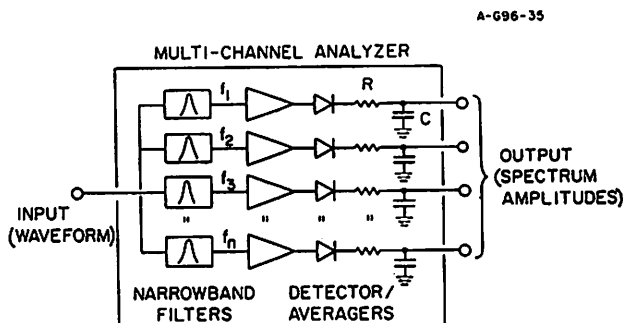 A-G96-35
MULTI-CHANNEL ANALYZER
f1
R
C
f2
f3
" " " "
fn
INPUT
(WAVEFORM)
OUTPUT
(SPECTRUM
AMPLITUDES)
NARROWBAND
FILTERS
DETECTOR/
AVERAGERS